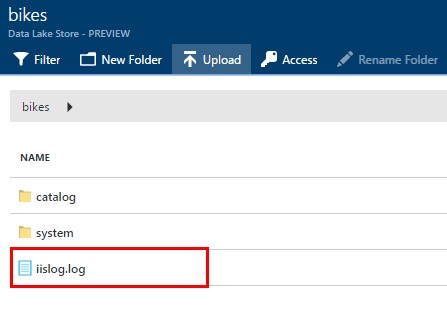 bikes
Data Lake Store - PREVIEW
Filter New Folder Upload Access Rename Folder
bikes
NAME
catalog
system
iislog.log